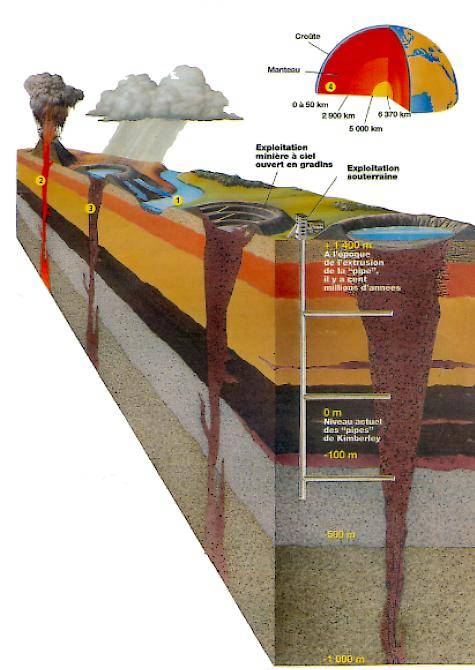 Croûte
Manteau
4
0 à 50 km
2 900 km
5 000 km
6 370 km
Exploitation
minière à ciel
ouvert en gradins
Exploitation
souterraine
2
3
1
+ 1 400 m
A l'époque
de l'extrusion
de la "pipe",
il y a cent
millions d'années
0 m
Niveau actuel
des "pipes"
de Kimberley
-100 m
-500 m
-1 000 m